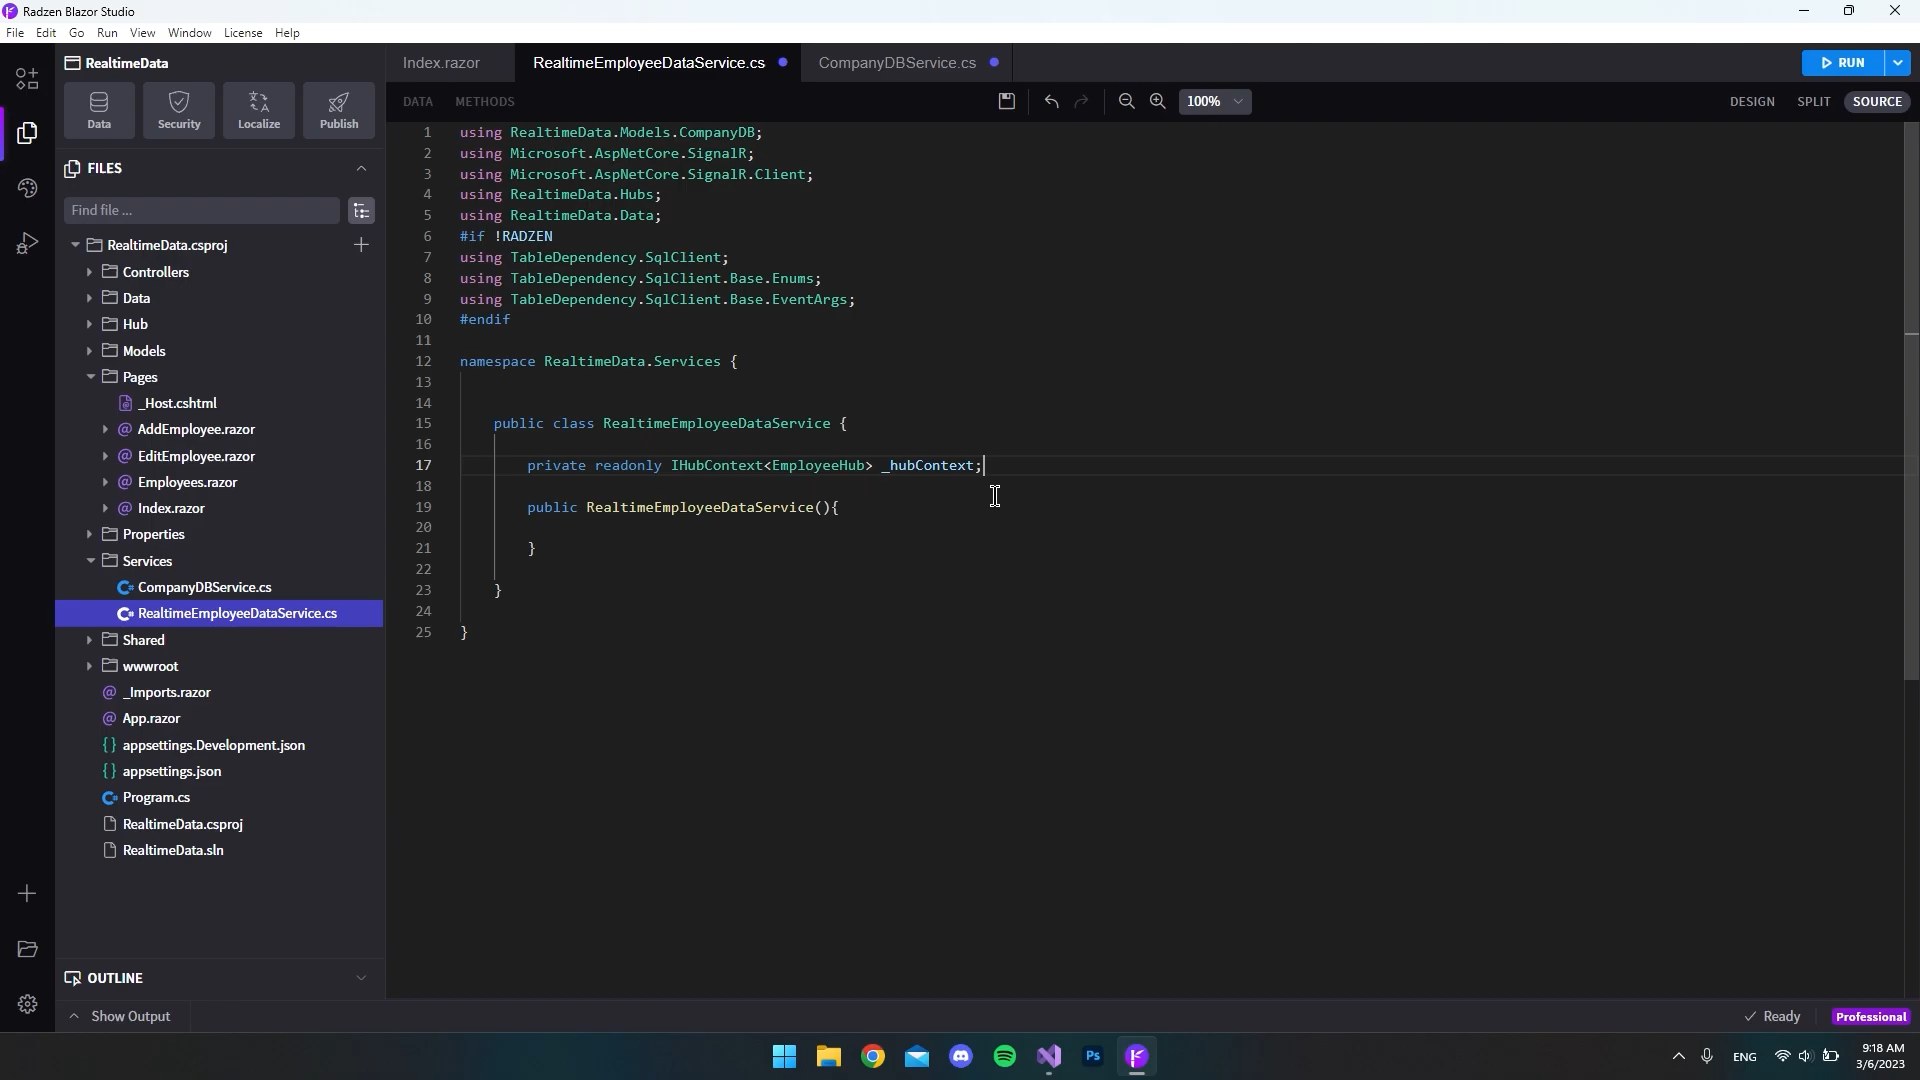 Radzen Blazor Studio
File Edit Go Run View Window License Help
RealtimeData
Data Security Localize Publish
FILES
Find file ...
RealtimeData.csproj
Controllers
Data
Hub
Models
Pages
_Host.cshtml
AddEmployee.razor
EditEmployee.razor
Employees.razor
Index.razor
Properties
Services
CompanyDBService.cs
RealtimeEmployeeDataService.cs
Shared
wwwroot
_Imports.razor
App.razor
appsettings.Development.json
appsettings.json
Program.cs
RealtimeData.csproj
RealtimeData.sln
OUTLINE
Index.razor RealtimeEmployeeDataService.cs CompanyDBService.cs RUN
DATA METHODS 100% DESIGN SPLIT SOURCE
1 using RealtimeData.Models.CompanyDB;
2 using Microsoft.AspNetCore.SignalR;
3 using Microsoft.AspNetCore.SignalR.Client;
4 using RealtimeData.Hubs;
5 using RealtimeData.Data;
6 #if !RADZEN
7 using TableDependency.SqlClient;
8 using TableDependency.SqlClient.Base.Enums;
9 using TableDependency.SqlClient.Base.EventArgs;
10 #endif
11
12 namespace RealtimeData.Services {
13
14
15 public class RealtimeEmployeeDataService {
16
17 private readonly IHubContext<EmployeeHub> _hubContext;
18
19 public RealtimeEmployeeDataService(){
20
21 }
22
23 }
24
25 }
Show Output Ready Professional
Ps ENG 9:18 AM
3/6/2023